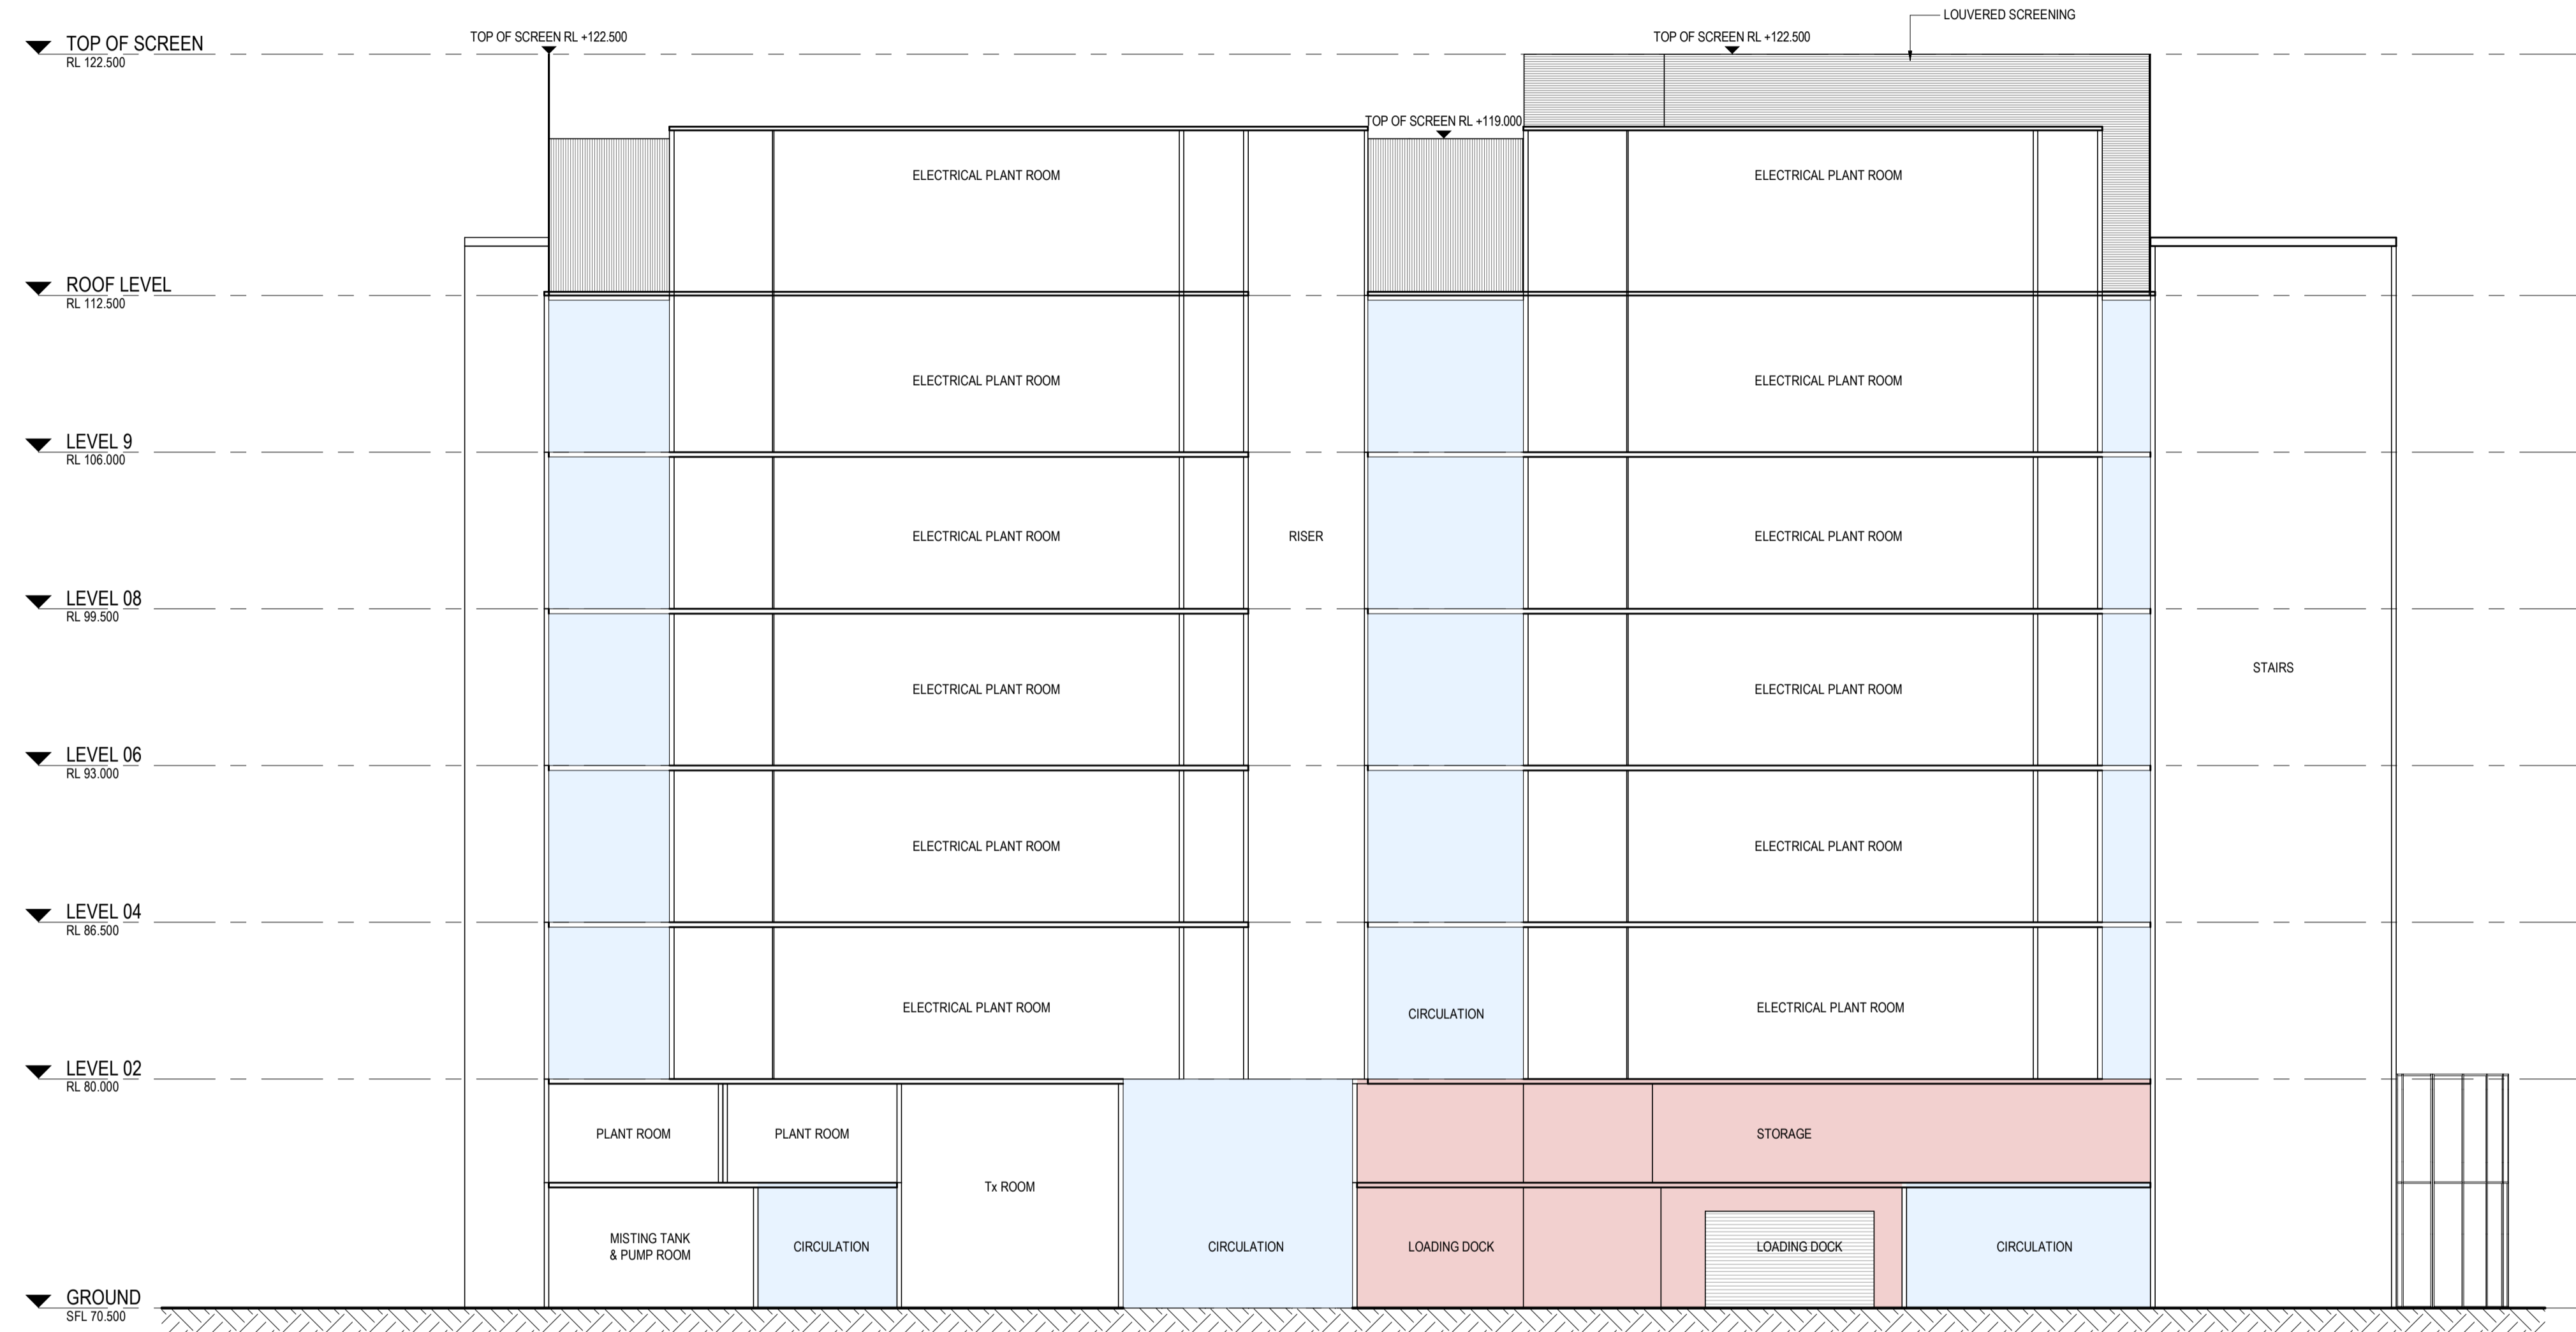 LOUVERED SCREENING
TOP OF SCREEN
RL 122.500
TOP OF SCREEN RL +122.500
TOP OF SCREEN RL +122.500
TOP OF SCREEN RL +119.000
ELECTRICAL PLANT ROOM
ELECTRICAL PLANT ROOM
ROOF LEVEL
RL 112.500
ELECTRICAL PLANT ROOM
ELECTRICAL PLANT ROOM
LEVEL 9
RL 106.000
ELECTRICAL PLANT ROOM
RISER
ELECTRICAL PLANT ROOM
LEVEL 08
RL 99.500
STAIRS
ELECTRICAL PLANT ROOM
ELECTRICAL PLANT ROOM
LEVEL 06
RL 93.000
ELECTRICAL PLANT ROOM
ELECTRICAL PLANT ROOM
LEVEL 04
RL 86.500
ELECTRICAL PLANT ROOM
CIRCULATION
ELECTRICAL PLANT ROOM
LEVEL 02
RL 80.000
PLANT ROOM
PLANT ROOM
STORAGE
Tx ROOM
MISTING TANK
& PUMP ROOM
CIRCULATION
CIRCULATION
LOADING DOCK
LOADING DOCK
CIRCULATION
GROUND
SFL 70.500